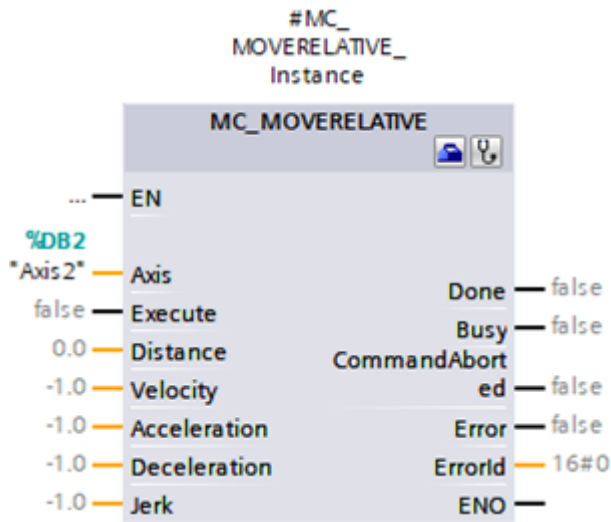 #MC_
MOVERELATIVE_
Instance
MC_MOVERELATIVE
... EN
%DB2
"Axis2" Axis
Done false
false Execute
Busy false
0.0 Distance
CommandAbort
ed false
-1.0 Velocity
-1.0 Acceleration
Error false
-1.0 Deceleration
ErrorId 16#0
-1.0 Jerk
ENO